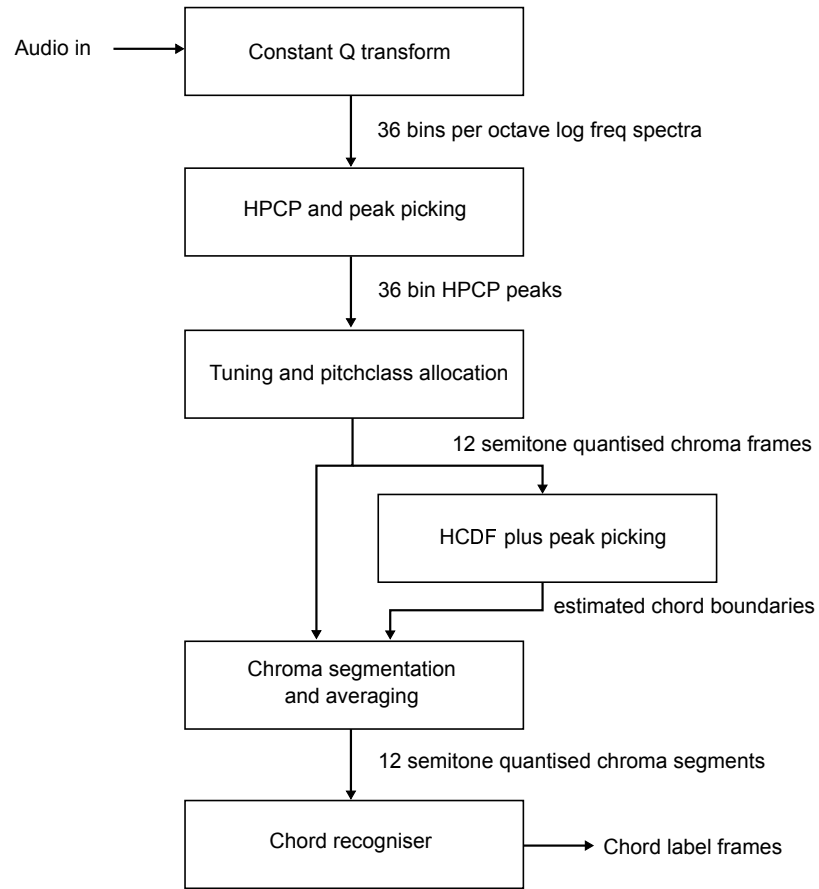 Audio in
Constant Q transform
36 bins per octave log freq spectra
HPCP and peak picking
36 bin HPCP peaks
Tuning and pitchclass allocation
12 semitone quantised chroma frames
HCDF plus peak picking
estimated chord boundaries
Chroma segmentation
and averaging
12 semitone quantised chroma segments
Chord recogniser
Chord label frames